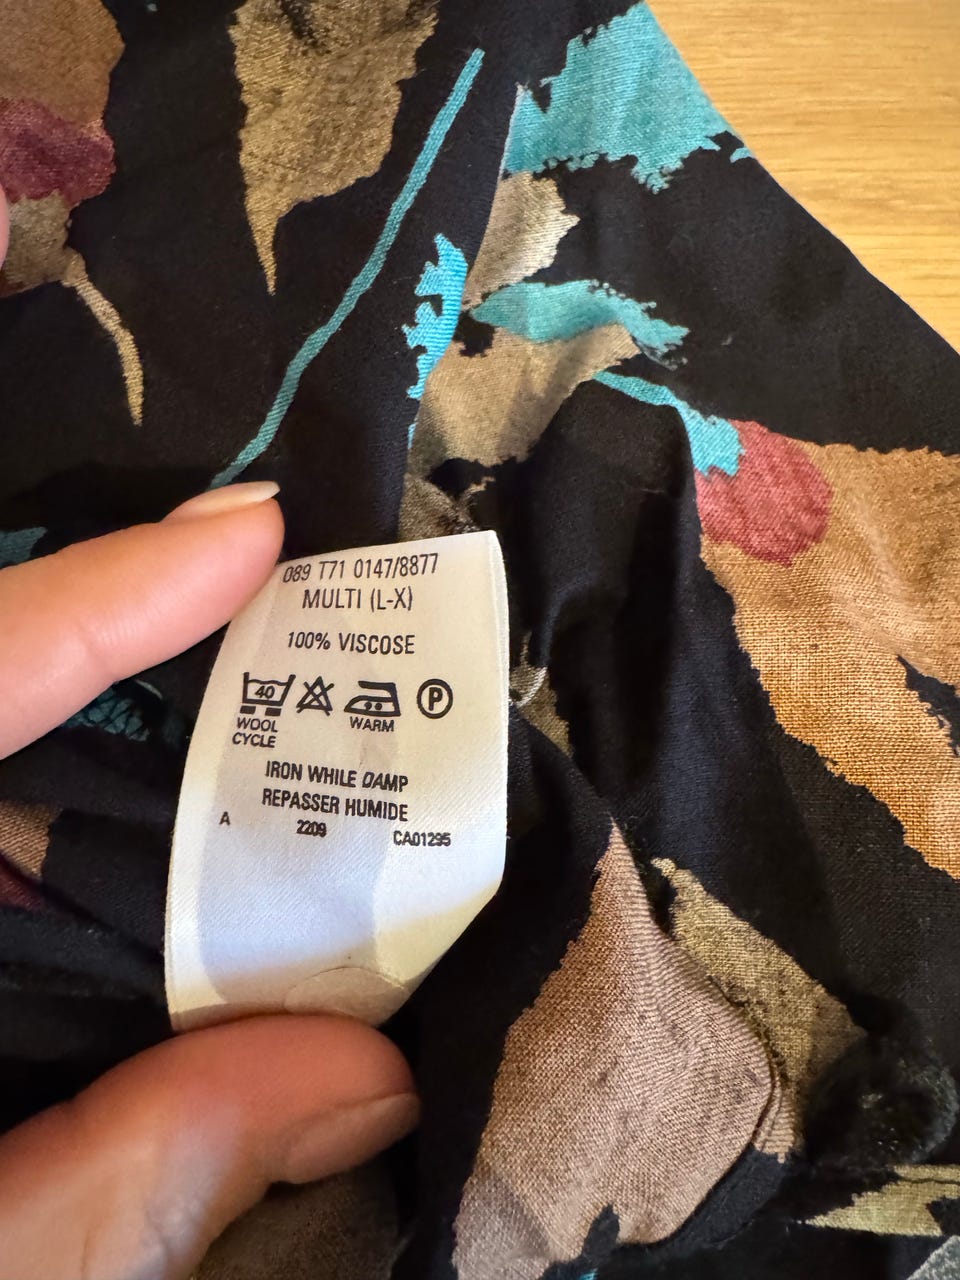 089 T71 0147/8877
MULTI (L-X)
100% VISCOSE
40 P
WOOL WARM
CYCLE
IRON WHILE DAMP
REPASSER HUMIDE
A 2209 CA01295